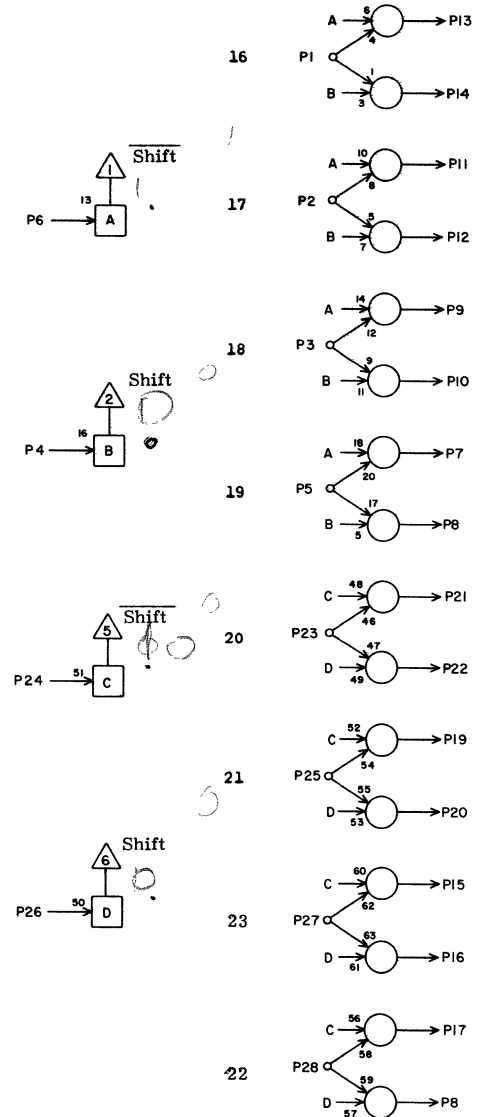 A 6 P13
4
16 P1
1
B 3 P14
Shift
1
A 10 P11
8
13
P6 A 17 P2
5
B 7 P12
A 14 P9
12
18 P3
Shift
9
2
B 11 P10
16
P4 B
A 18 P7
20
19 P5
17
B 5 P8
C 48 P21
Shift
46
5
20 P23
47
51
P24 C
D 49 P22
C 52 P19
54
21 P25
55
D 53 P20
Shift
6
C 60 P15
62
50
P26 D 23 P27
63
D 61 P16
C 56 P17
58
22 P28
59
D 57 P8